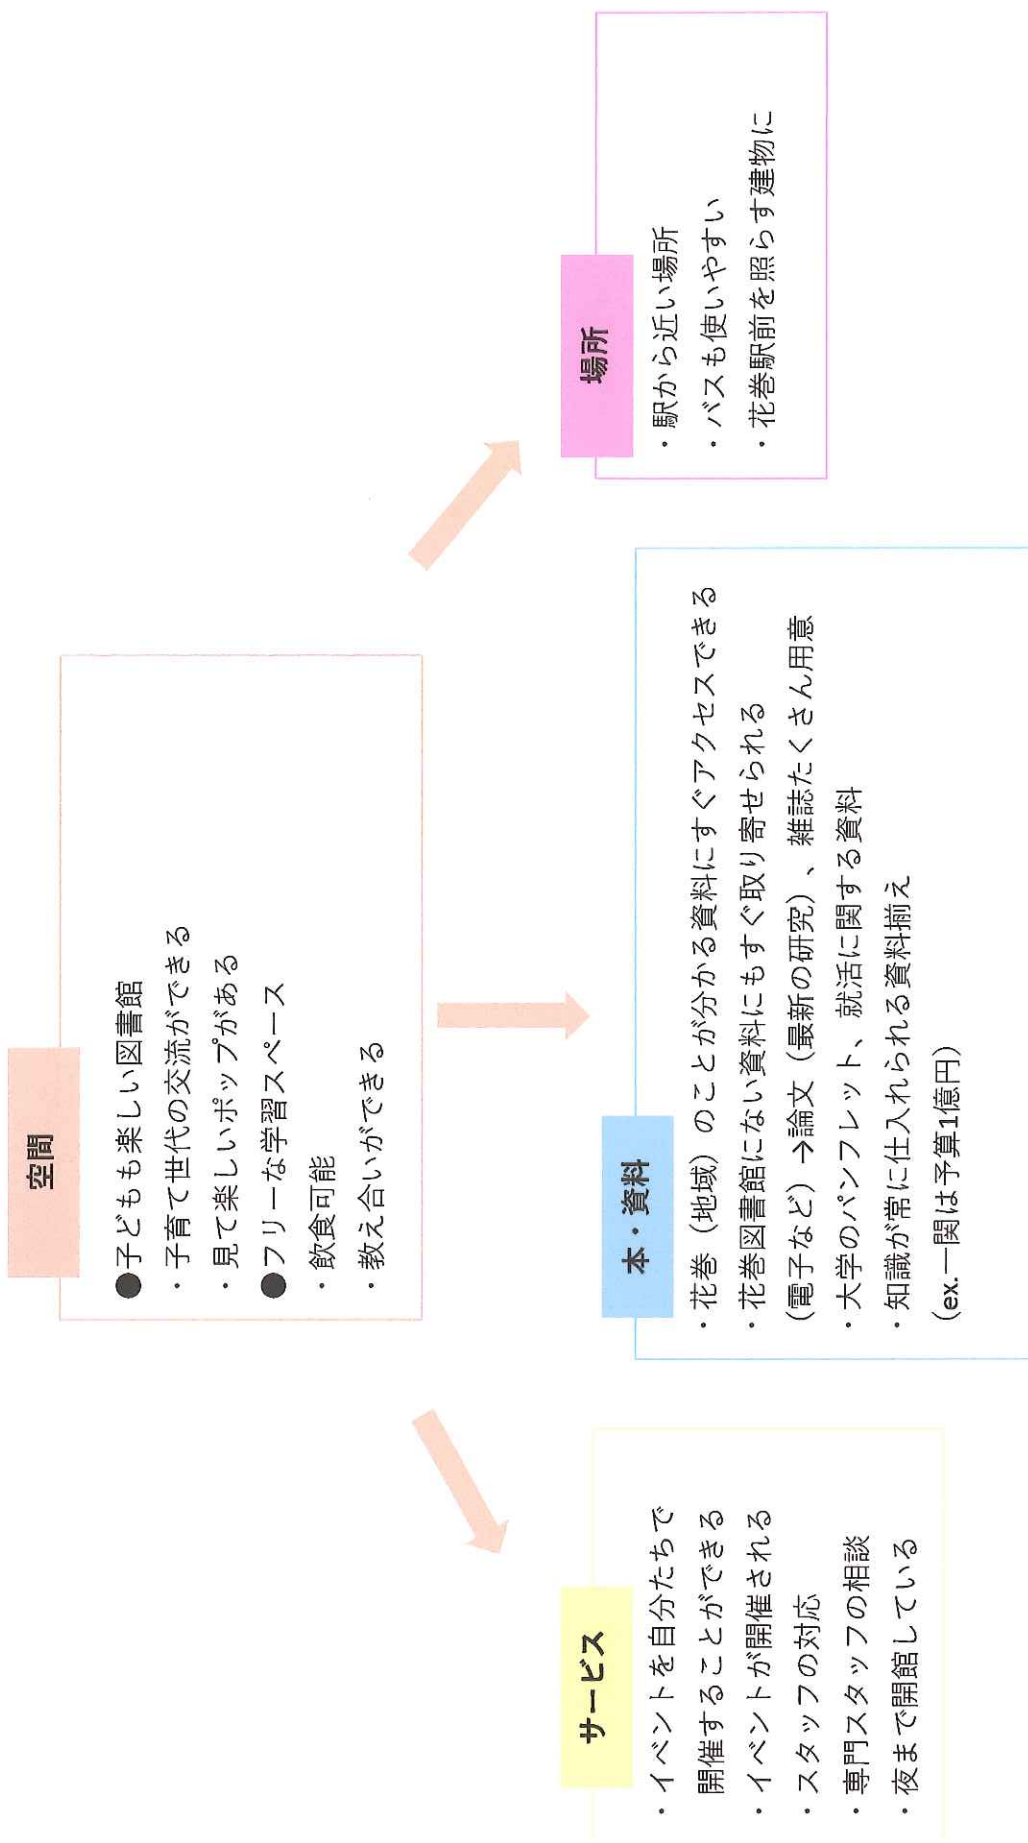 空間
●子どもも楽しい図書館
・子育て世代の交流ができる
・見て楽しいポップがある
●フリーな学習スペース
・飲食可能
・教え合いができる
サービス
・イベントを自分たちで
開催することができる
・イベントが開催される
・スタッフの対応
・専門スタッフの相談
・夜まで開館している
本・資料
・花巻（地域）のことが分かる資料にすぐアクセスできる
・花巻図書館にない資料にもすぐ取り寄せられる
（電子など）→論文（最新の研究）、雑誌たくさん用意
・大学のパンフレット、就活に関する資料
・知識が常に仕入れられる資料揃え
（ex.一関は予算1億円）
場所
・駅から近い場所
・バスも使いやすい
・花巻駅前を照らす建物に